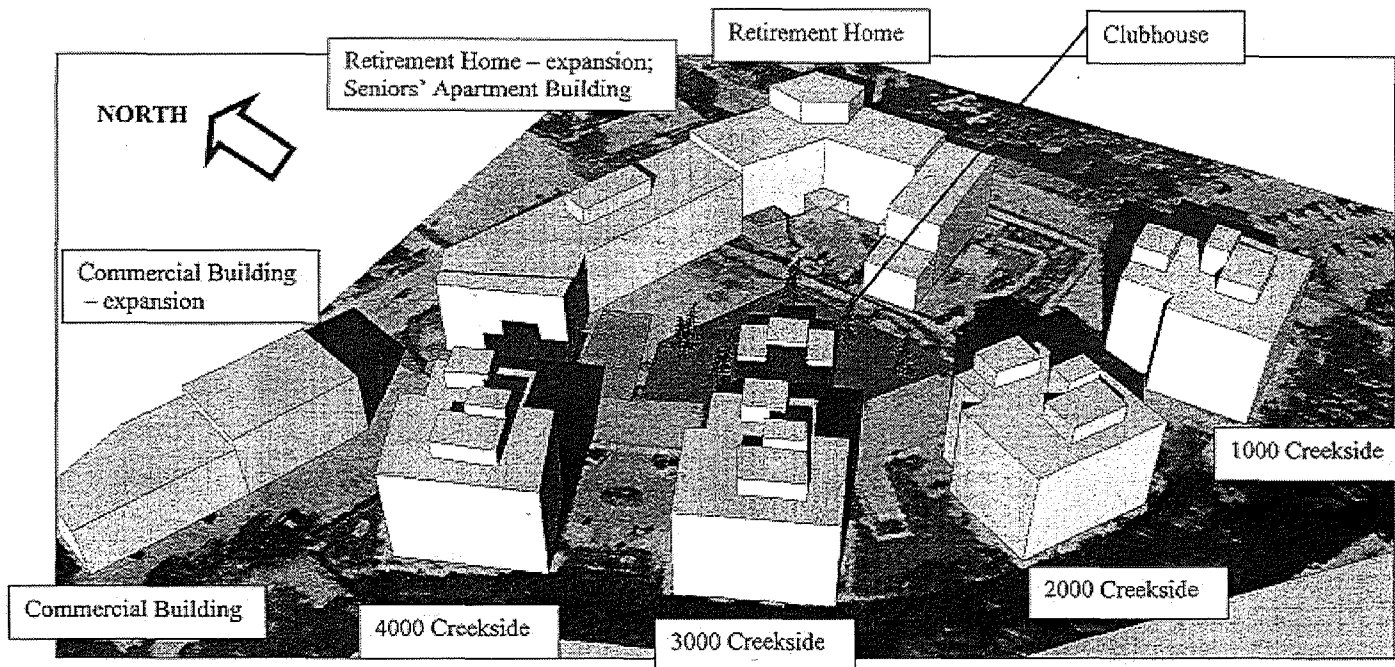 Retirement Home
Clubhouse
Retirement Home – expansion;
Seniors' Apartment Building
NORTH
Commercial Building
– expansion
1000 Creekside
2000 Creekside
Commercial Building
4000 Creekside
3000 Creekside